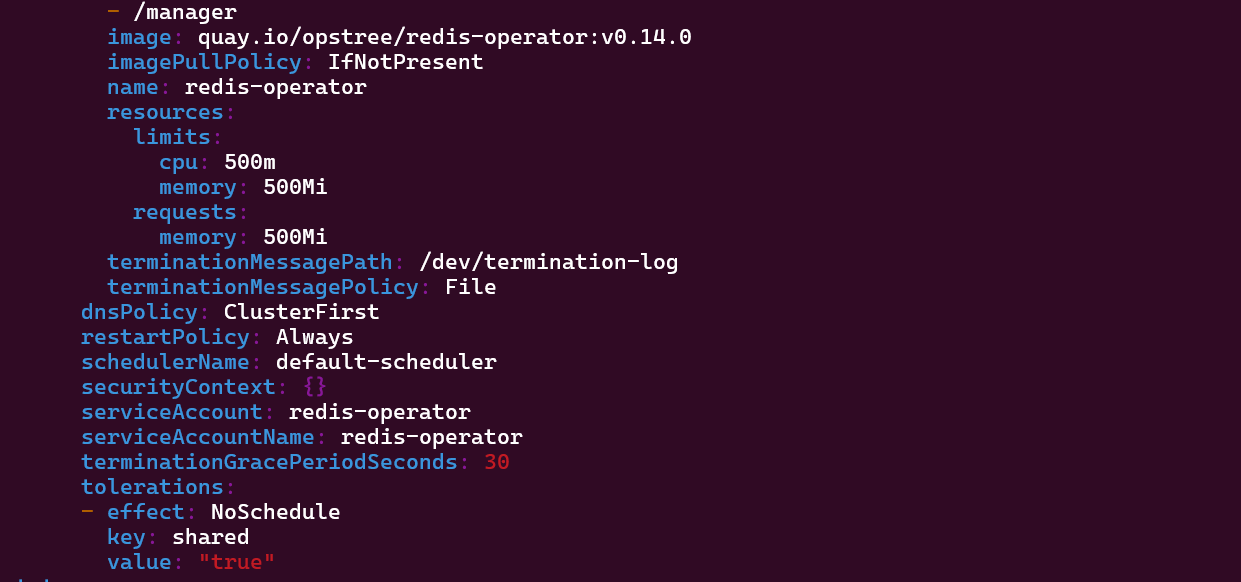 - /manager
image: quay.io/opstree/redis-operator:v0.14.0
imagePullPolicy: IfNotPresent
name: redis-operator
resources:
limits:
cpu: 500m
memory: 500Mi
requests:
memory: 500Mi
terminationMessagePath: /dev/termination-log
terminationMessagePolicy: File
dnsPolicy: ClusterFirst
restartPolicy: Always
schedulerName: default-scheduler
securityContext: {}
serviceAccount: redis-operator
serviceAccountName: redis-operator
terminationGracePeriodSeconds: 30
tolerations:
- effect: NoSchedule
key: shared
value: "true"